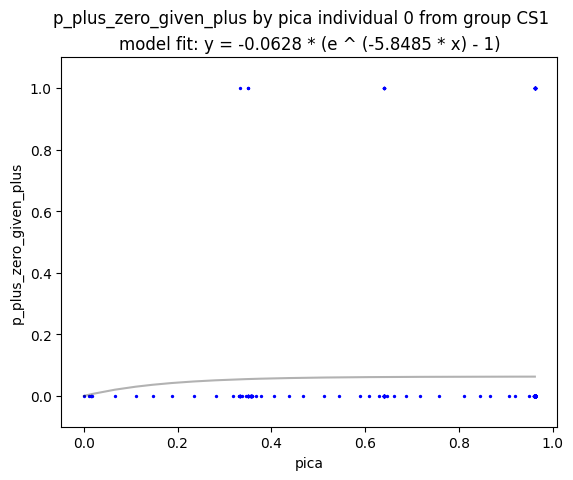 p_plus_zero_given_plus by pica individual 0 from group CS1
model fit: y = -0.0628 * (e ^ (-5.8485 * x) - 1)
1.0
0.8
0.6
0.4
0.2
0.0
p_plus_zero_given_plus
0.0 0.2 0.4 0.6 0.8 1.0
pica